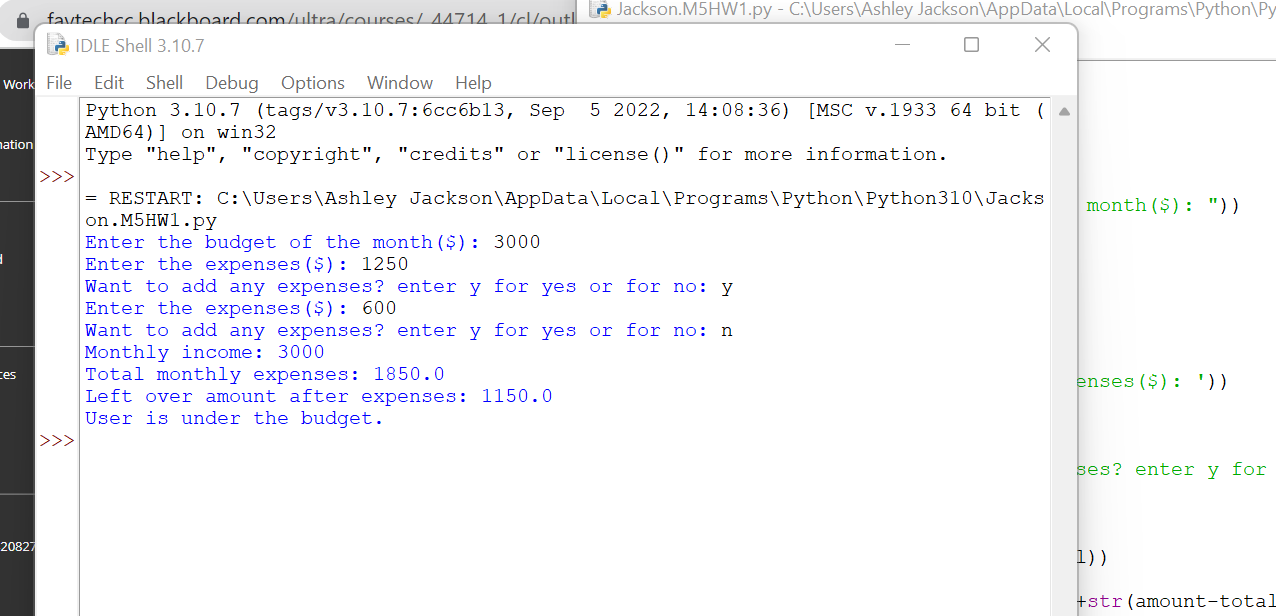 favtechcc.blackboard.com/ultra/courses/_44714_1/cl/outl
Jackson.M5HW1.py - C:\Users\Ashley Jackson\AppData\Local\Programs\Python\Py
IDLE Shell 3.10.7
File Edit Shell Debug Options Window Help
Python 3.10.7 (tags/v3.10.7:6cc6b13, Sep  5 2022, 14:08:36) [MSC v.1933 64 bit (
AMD64)] on win32
Type "help", "copyright", "credits" or "license()" for more information.
>>>
= RESTART: C:\Users\Ashley Jackson\AppData\Local\Programs\Python\Python310\Jacks
on.M5HW1.py
Enter the budget of the month($): 3000
Enter the expenses($): 1250
Want to add any expenses? enter y for yes or for no: y
Enter the expenses($): 600
Want to add any expenses? enter y for yes or for no: n
Monthly income: 3000
Total monthly expenses: 1850.0
Left over amount after expenses: 1150.0
User is under the budget.
>>>
Work
nation
d
ces
20827
month($): "))
enses($): '))
ses? enter y for
l))
+str(amount-total